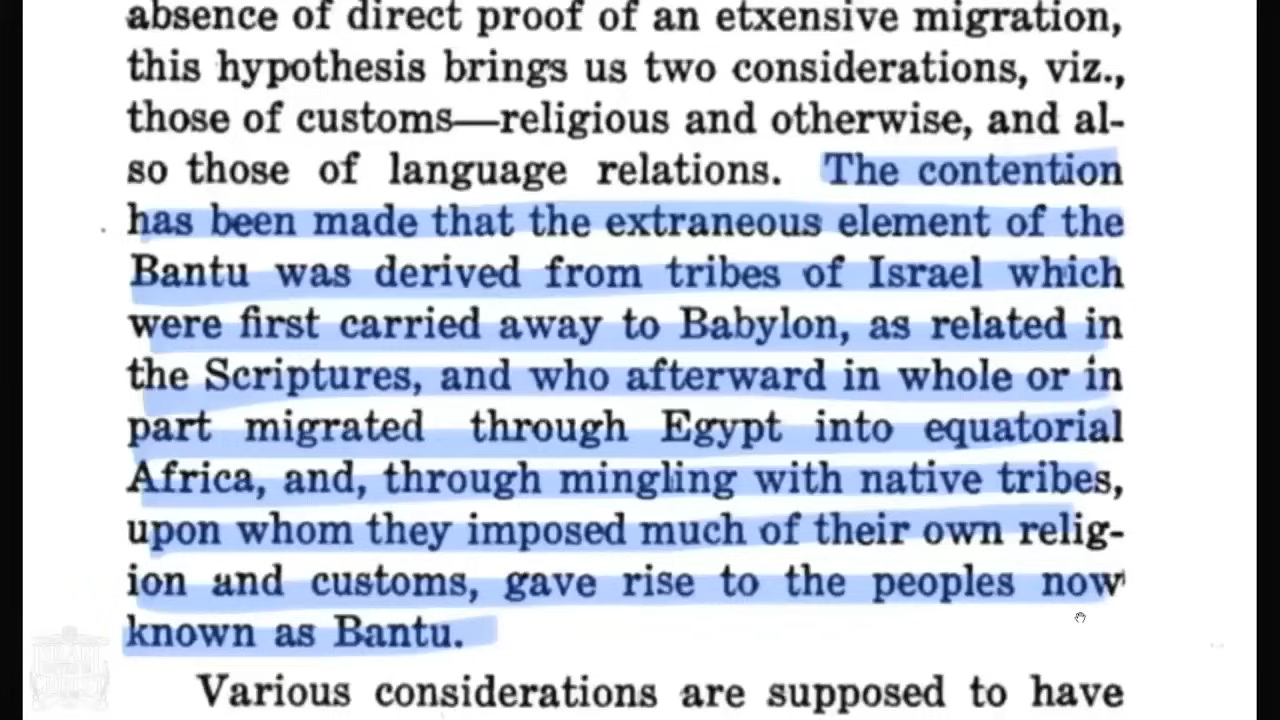 absence of direct proof of an etxensive migration,
this hypothesis brings us two considerations, viz.,
those of customs—religious and otherwise, and al-
so those of language relations. The contention
has been made that the extraneous element of the
Bantu was derived from tribes of Israel which
were first carried away to Babylon, as related in
the Scriptures, and who afterward in whole or in
part migrated through Egypt into equatorial
Africa, and, through mingling with native tribes,
upon whom they imposed much of their own relig-
ion and customs, gave rise to the peoples now
known as Bantu.
Various considerations are supposed to have